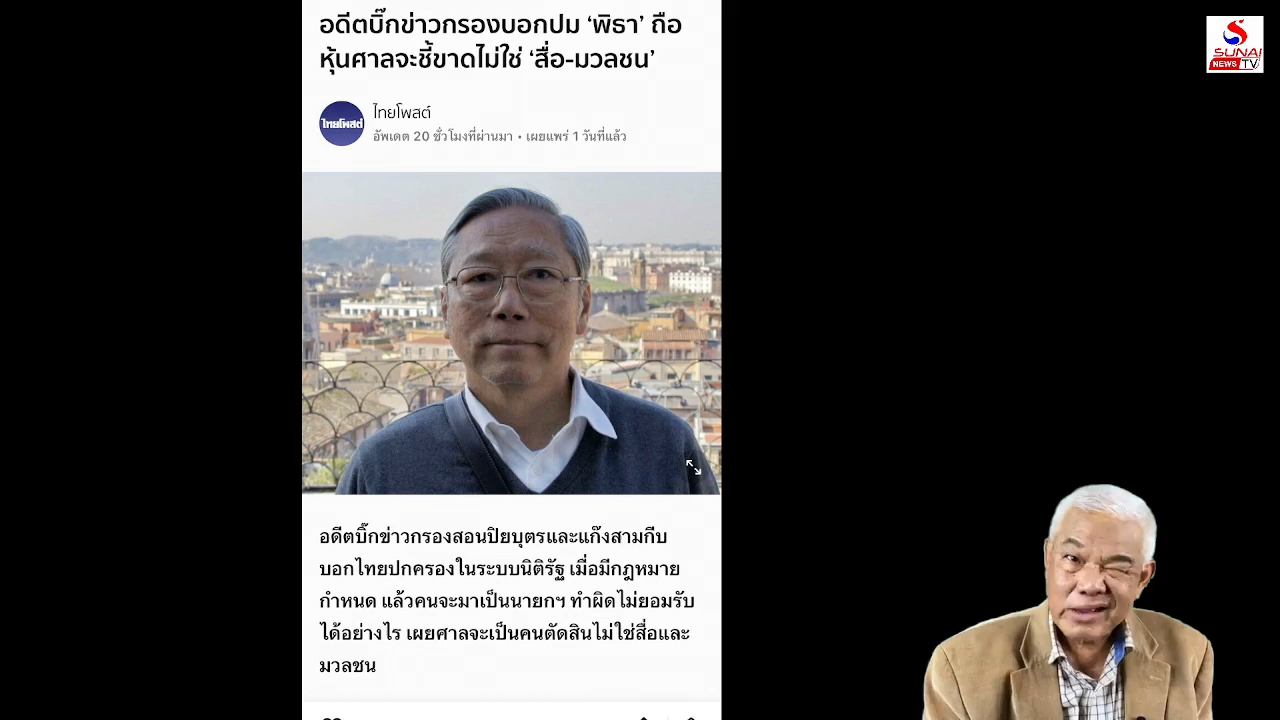 อดีตบิ๊กข่าวกรองบอกปม ‘พิธา’ ถือ
หุ้นศาลจะชี้ขาดไม่ใช่ ‘สื่อ-มวลชน’
ไทยโพสต์
ไทยโพสต์
อัพเดต 20 ชั่วโมงที่ผ่านมา • เผยแพร่ 1 วันที่แล้ว
อดีตบิ๊กข่าวกรองสอนปิยบุตรและแก๊งสามกีบ
บอกไทยปกครองในระบบนิติรัฐ เมื่อมีกฎหมาย
กำหนด แล้วคนจะมาเป็นนายกฯ ทำผิดไม่ยอมรับ
ได้อย่างไร เผยศาลจะเป็นคนตัดสินไม่ใช่สื่อและ
มวลชน
SUNAI
NEWS TV